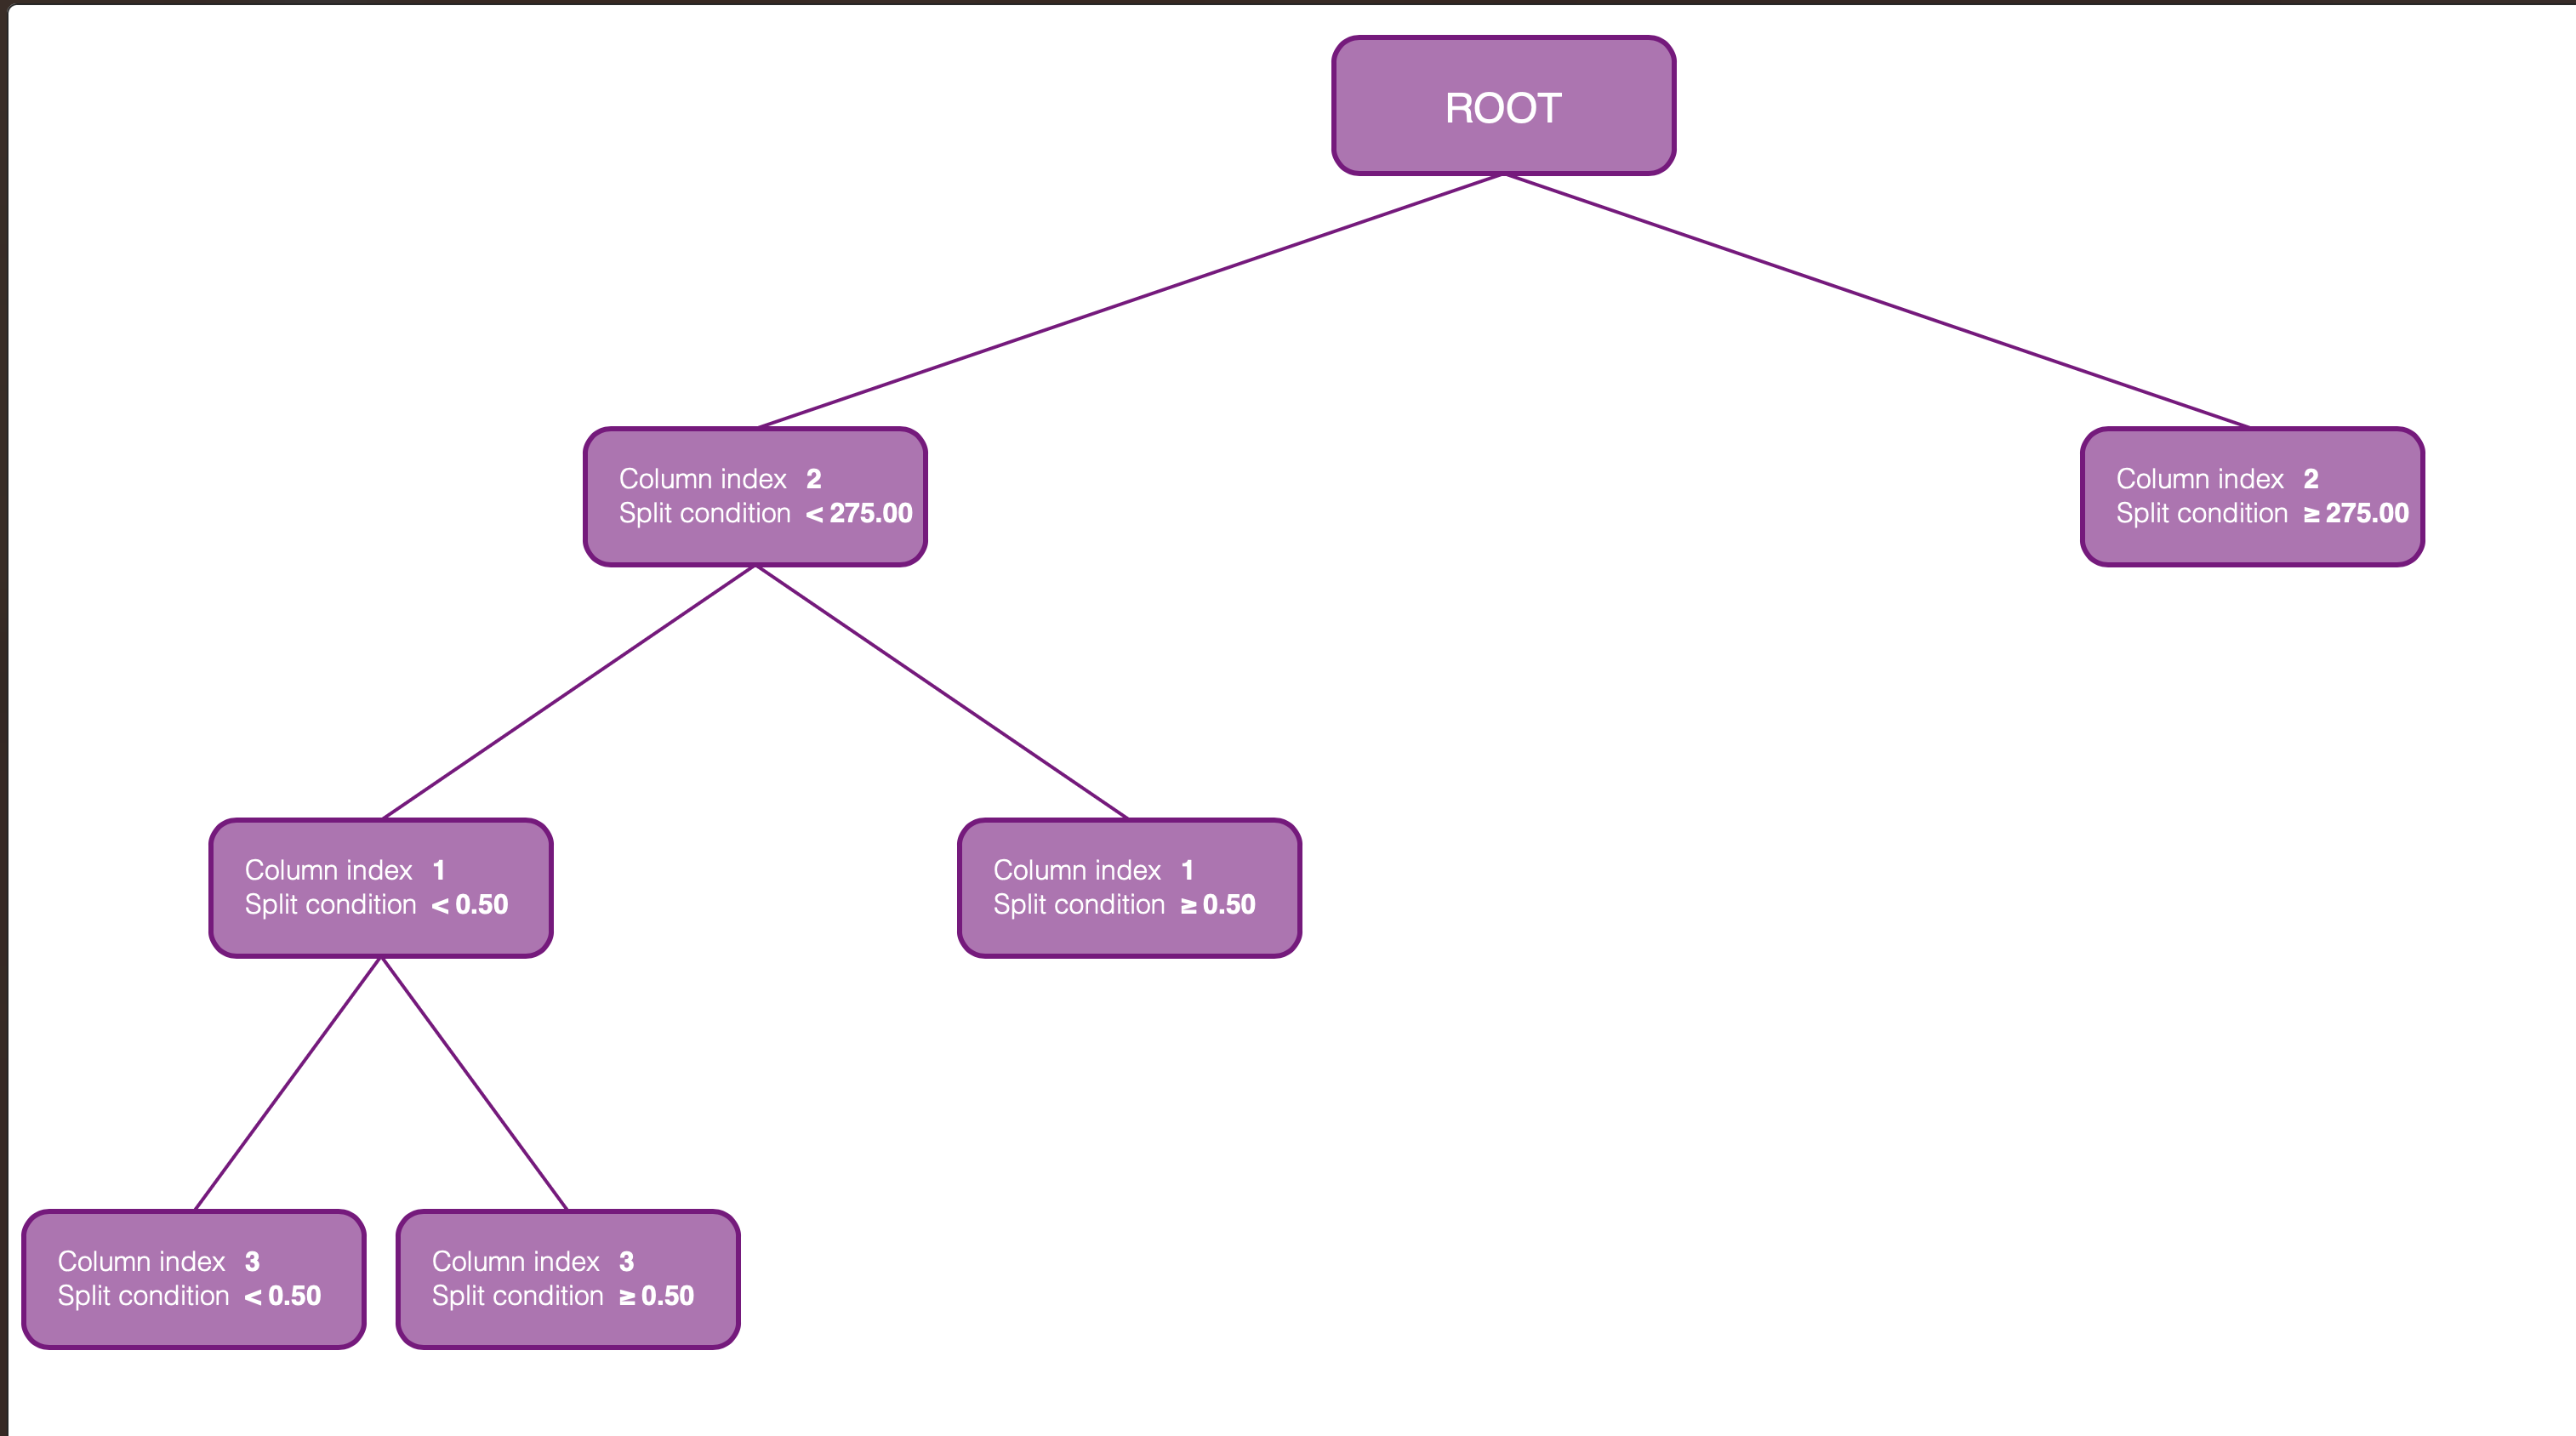 ROOT
Column index 2
Split condition < 275.00
Column index 2
Split condition ≥ 275.00
Column index 1
Split condition < 0.50
Column index 1
Split condition ≥ 0.50
Column index 3
Split condition < 0.50
Column index 3
Split condition ≥ 0.50